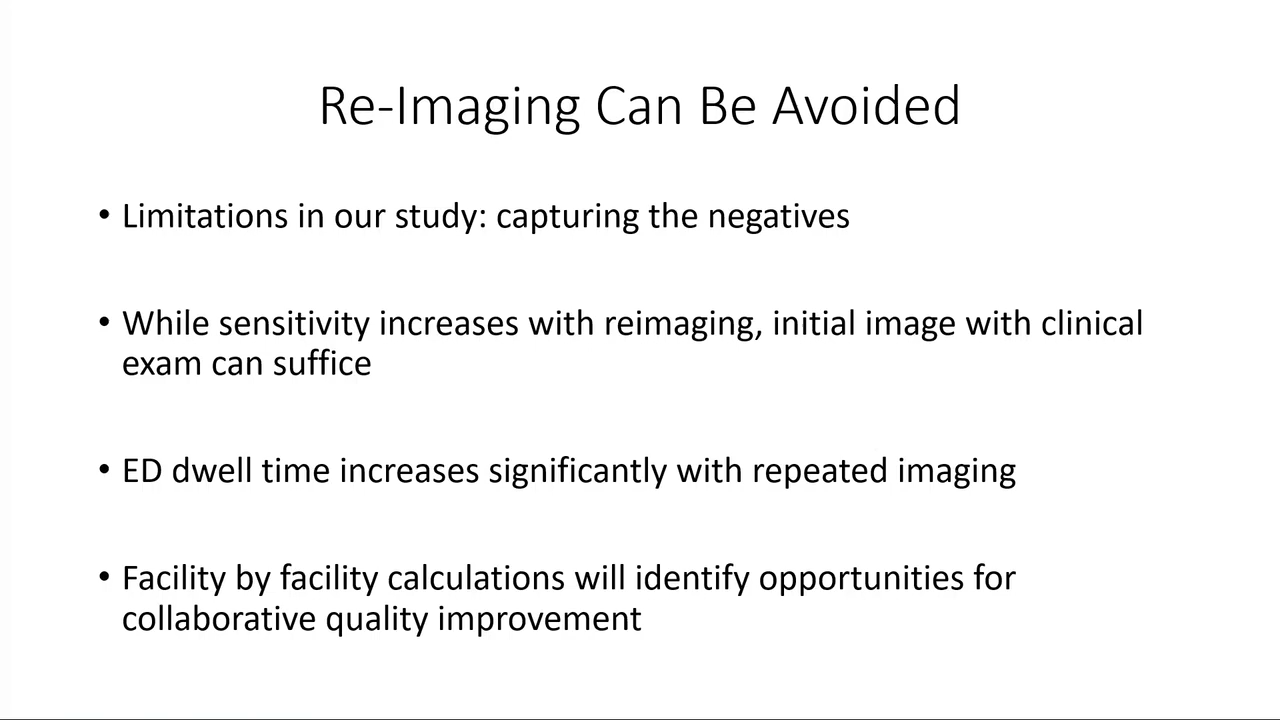 Re-Imaging Can Be Avoided
• Limitations in our study: capturing the negatives
• While sensitivity increases with reimaging, initial image with clinical
exam can suffice
• ED dwell time increases significantly with repeated imaging
• Facility by facility calculations will identify opportunities for
collaborative quality improvement